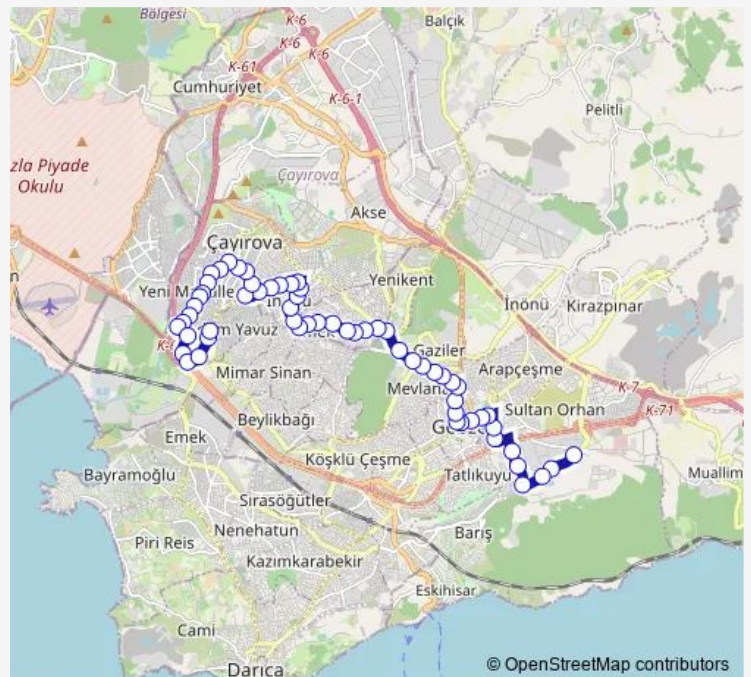 Bölgesi
K-6
K-6
K-6
Balçık
K-61
Cumhuriyet
K-6-1
Pelitli
zla Piyade
Okulu
Çayırova
Akse
Çayırova
Yenikent
n
Yeni M
alle
İnönü
Kirazpınar
m Yavuz
K-
Gaziler
Arapçeşme
Mimar Sinan
Mevlana
K-7
K-71
Sultan Orhan
Beylikbağı
Emek
Köşklü Çeşme
Bayramoğlu
Tatlıkuyu
Muallim
Sırasöğütler
Nenehatun
Barış
Piri Reis
Kazımkarabekir
Eskihisar
Cami
Darıca
© OpenStreetMap contributors